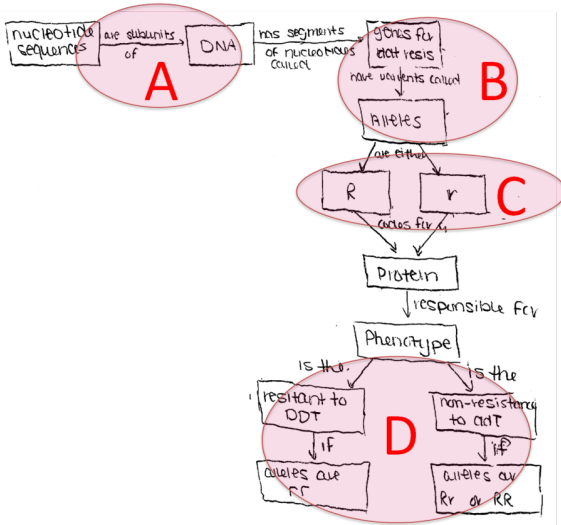 nucleotide
sequences
are subunits
of
DNA
A
has segments
of nucleotides
called
genes for
ddt resis
have varients called
Alleles
B
are either
R
r
C
codes for
Protein
responsible for
Phenotype
is the
is the
resitant to
DDT
non-resistance
to ddT
D
if
if
alleles are
rr
alleles ar
Rr or RR